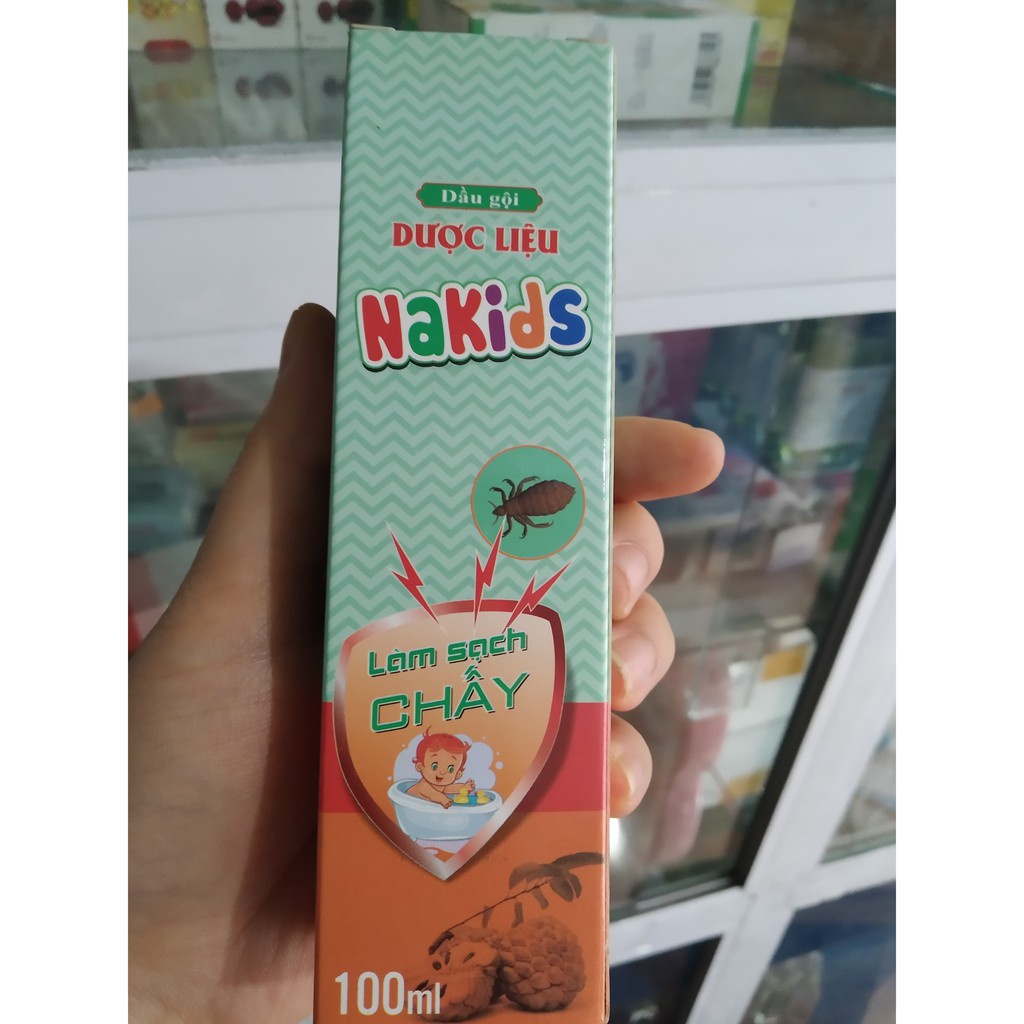 Dầu gội
DƯỢC LIỆU
NaKids
Làm sạch
CHẤY
100ml